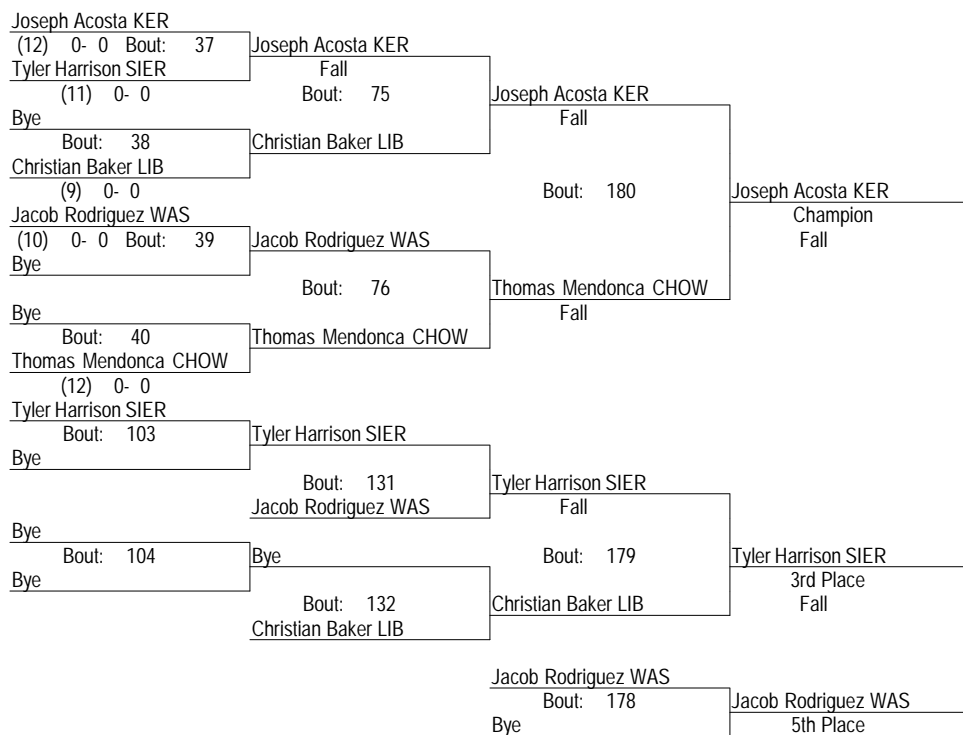 Joseph Acosta KER
(12) 0- 0 Bout: 37
Joseph Acosta KER
Tyler Harrison SIER
Fall
(11) 0- 0
Bout: 75
Joseph Acosta KER
Bye
Fall
Bout: 38
Christian Baker LIB
Christian Baker LIB
(9) 0- 0
Bout: 180
Joseph Acosta KER
Jacob Rodriguez WAS
Champion
(10) 0- 0 Bout: 39
Jacob Rodriguez WAS
Fall
Bye
Bout: 76
Thomas Mendonca CHOW
Bye
Fall
Bout: 40
Thomas Mendonca CHOW
Thomas Mendonca CHOW
(12) 0- 0
Tyler Harrison SIER
Bout: 103
Tyler Harrison SIER
Bye
Bout: 131
Tyler Harrison SIER
Jacob Rodriguez WAS
Fall
Bye
Bout: 104
Bye
Bout: 179
Tyler Harrison SIER
Bye
3rd Place
Bout: 132
Christian Baker LIB
Fall
Christian Baker LIB
Jacob Rodriguez WAS
Bout: 178
Jacob Rodriguez WAS
Bye
5th Place